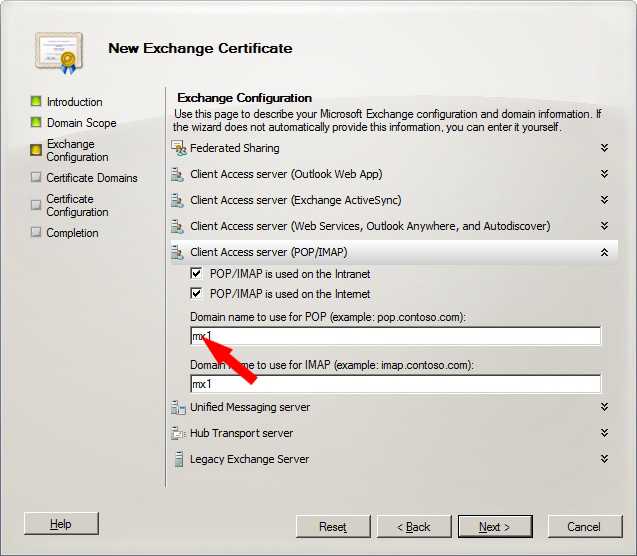 New Exchange Certificate
Introduction
Domain Scope
Exchange
Configuration
Certificate Domains
Certificate
Configuration
Completion
Exchange Configuration
Use this page to describe your Microsoft Exchange configuration and domain information. If
the wizard does not automatically provide this information, you can enter it yourself.
Federated Sharing
Client Access server (Outlook Web App)
Client Access server (Exchange ActiveSync)
Client Access server (Web Services, Outlook Anywhere, and Autodiscover)
Client Access server (POP/IMAP)
POP/IMAP is used on the Intranet
POP/IMAP is used on the Internet
Domain name to use for POP (example: pop.contoso.com):
mx1
Domain name to use for IMAP (example: imap.contoso.com):
mx1
Unified Messaging server
Hub Transport server
Legacy Exchange Server
Help
Reset
< Back
Next >
Cancel